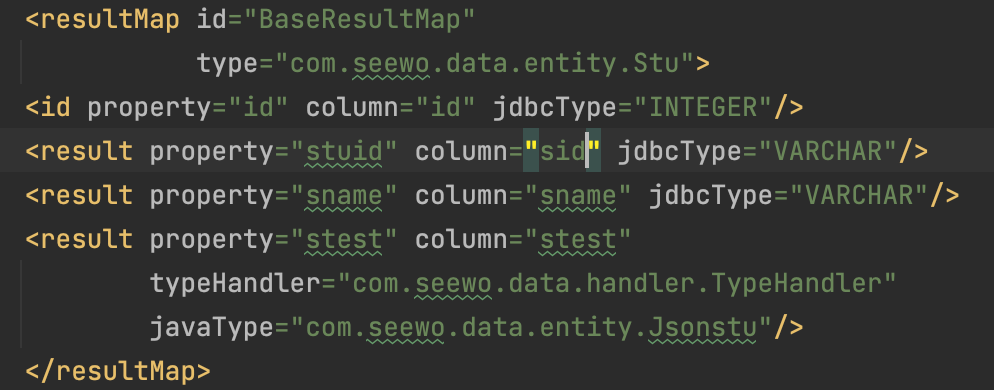 <resultMap id="BaseResultMap"
type="com.seewo.data.entity.Stu">
<id property="id" column="id" jdbcType="INTEGER"/>
<result property="stuid" column="sid" jdbcType="VARCHAR"/>
<result property="sname" column="sname" jdbcType="VARCHAR"/>
<result property="stest" column="stest"
typeHandler="com.seewo.data.handler.TypeHandler"
javaType="com.seewo.data.entity.Jsonstu"/>
</resultMap>